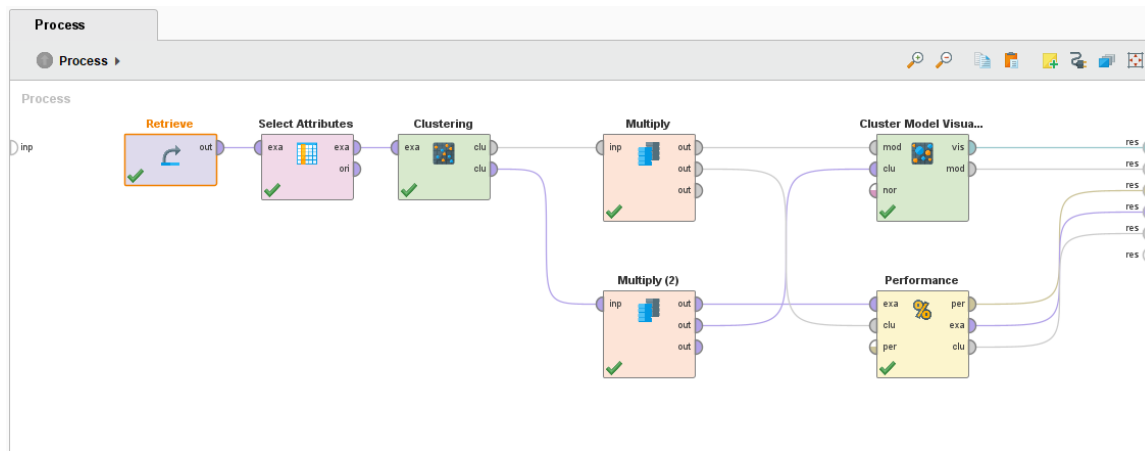 Process
Process
Process
inp
Retrieve
out
Select Attributes
exa
exa
ori
Clustering
exa
clu
clu
Multiply
inp
out
out
out
Cluster Model Visua...
mod
vis
clu
mod
nor
res
res
res
res
res
res
Multiply (2)
inp
out
out
out
Performance
exa
per
clu
exa
per
clu